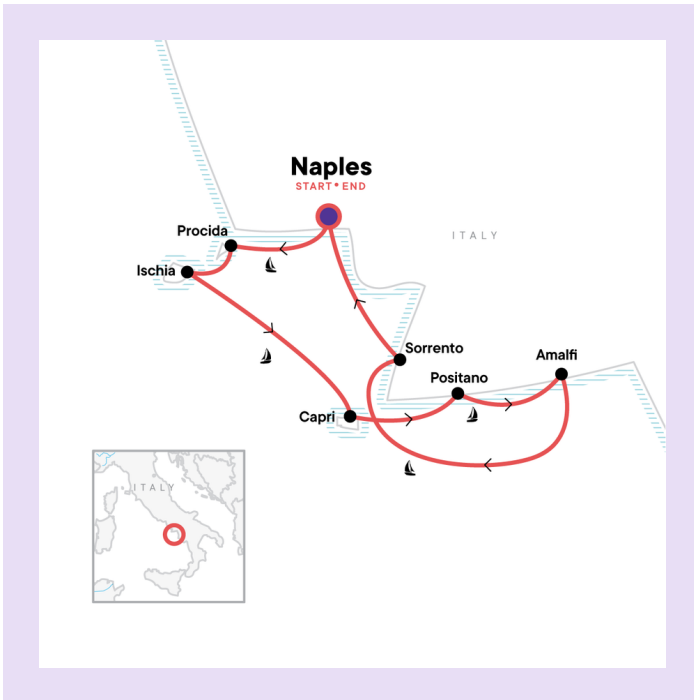 Naples
START • END
Procida
ITALY
Ischia
Sorrento
Amalfi
Positano
Capri
ITALY